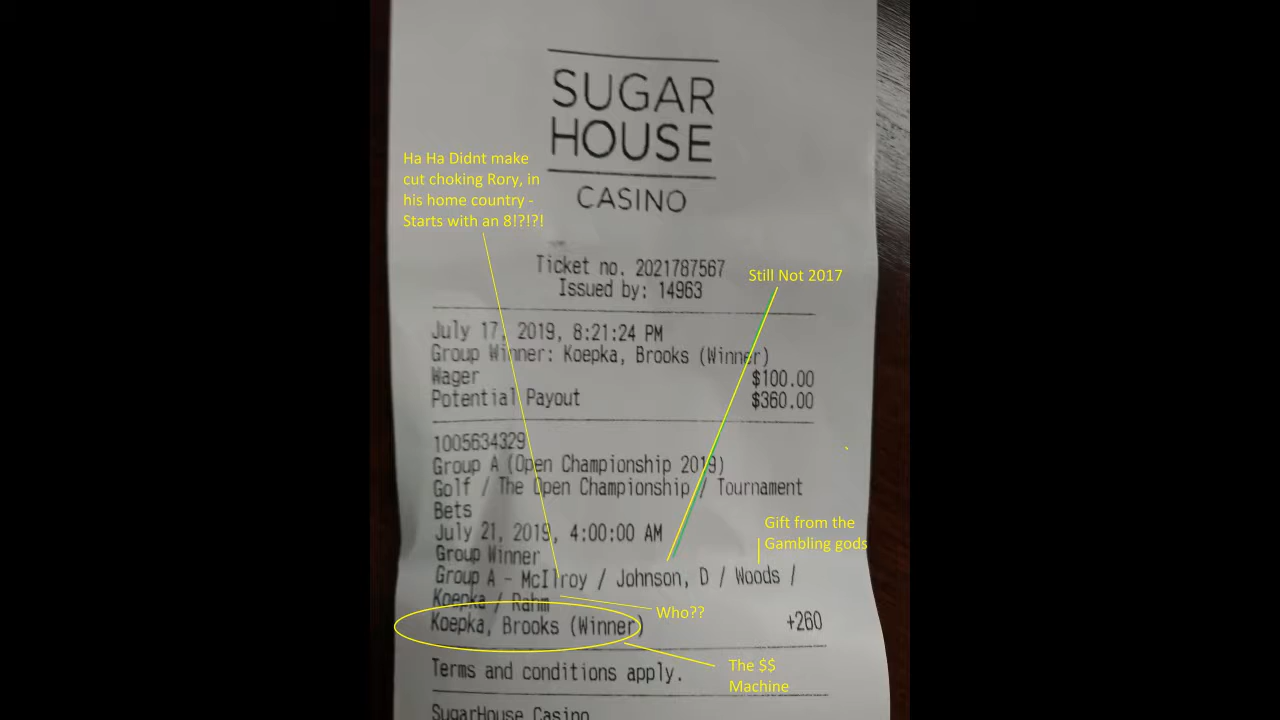 SUGAR
HOUSE
CASINO
Ha Ha Didnt make
cut choking Rory, in
his home country -
Starts with an 8!?!?!
Ticket no. 2021787567
Issued by: 14963
Still Not 2017
July 17, 2019, 8:21:24 PM
Group Winner: Koepka, Brooks (Winner)
Wager $100.00
Potential Payout $360.00
1005634329
Group A (Open Championship 2019)
Golf / The Open Championship / Tournament
Bets
July 21, 2019, 4:00:00 AM
Gift from the
Gambling gods
Group Winner
Group A - McIlroy / Johnson, D / Woods /
Koepka / Rahm
Who??
Koepka, Brooks (Winner) +260
The $$
Machine
Terms and conditions apply.
SugarHouse Casino